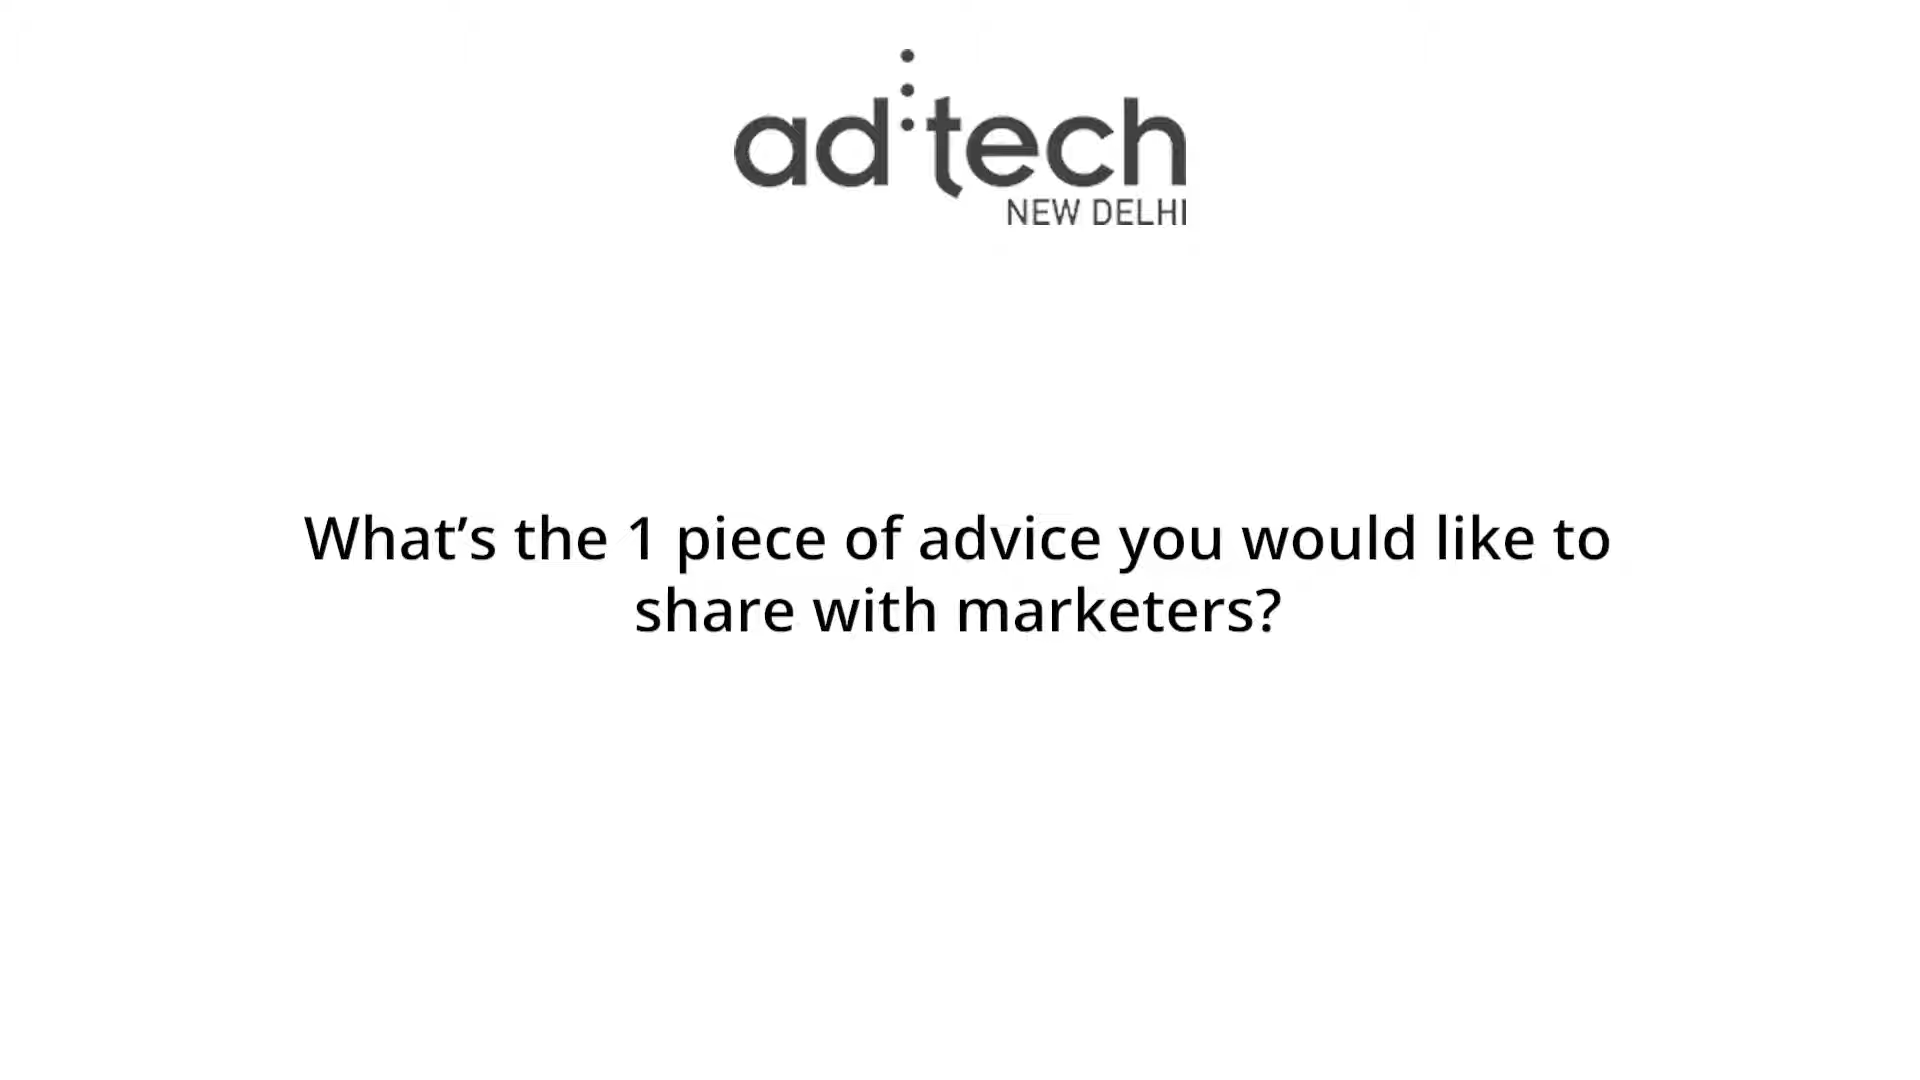 ad:tech
NEW DELHI
What’s the 1 piece of advice you would like to
share with marketers?